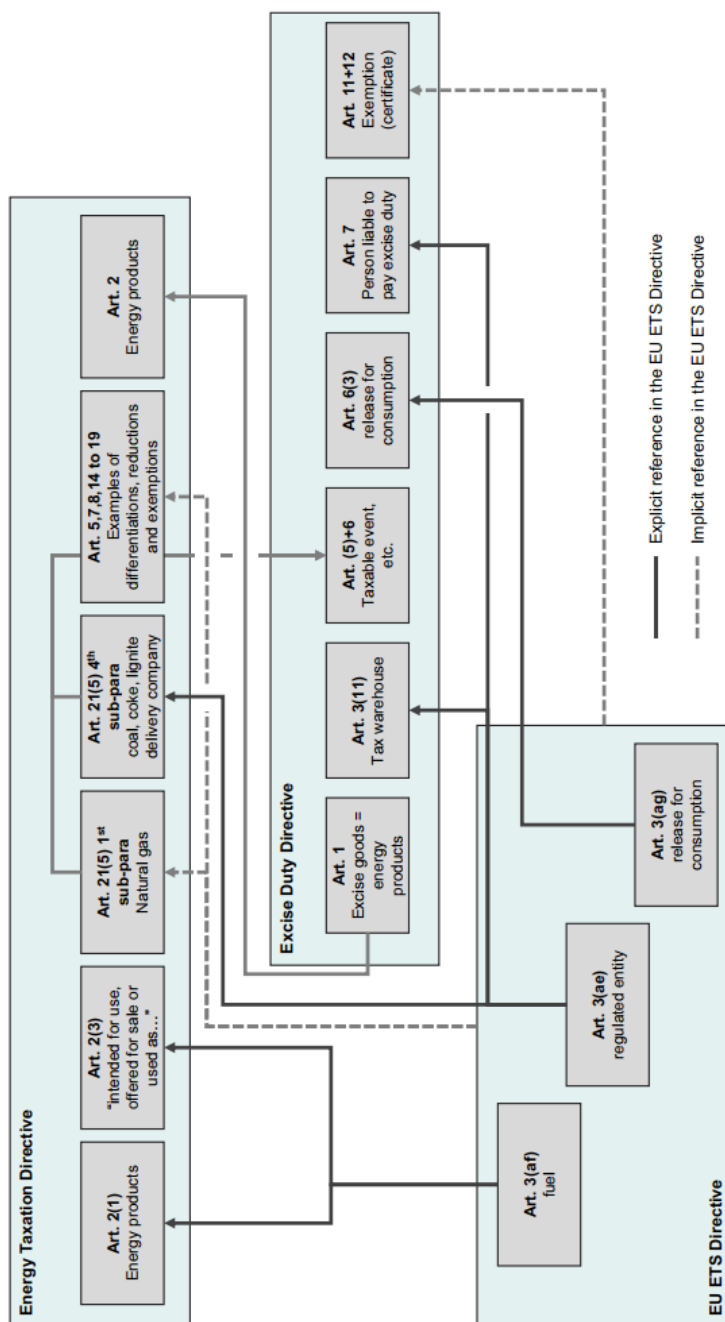 Energy Taxation Directive
Art. 2(1)
Energy products
Art. 2(3)
"intended for use,
offered for sale or
used as…"
Art. 21(5) 1st
sub-para
Natural gas
Art. 21(5) 4th
sub-para
coal, coke, lignite
delivery company
Art. 5,7,8,14 to 19
Examples of
differentiations, reductions
and exemptions
Art. 2
Energy products
Excise Duty Directive
Art. 1
Excise goods =
energy
products
Art. 3(11)
Tax warehouse
Art. (5)+6
Taxable event,
etc.
Art. 6(3)
release for
consumption
Art. 7
Person liable to
pay excise duty
Art. 11+12
Exemption
(certificate)
EU ETS Directive
Art. 3(af)
fuel
Art. 3(ae)
regulated entity
Art. 3(ag)
release for
consumption
Explicit reference in the EU ETS Directive
Implicit reference in the EU ETS Directive